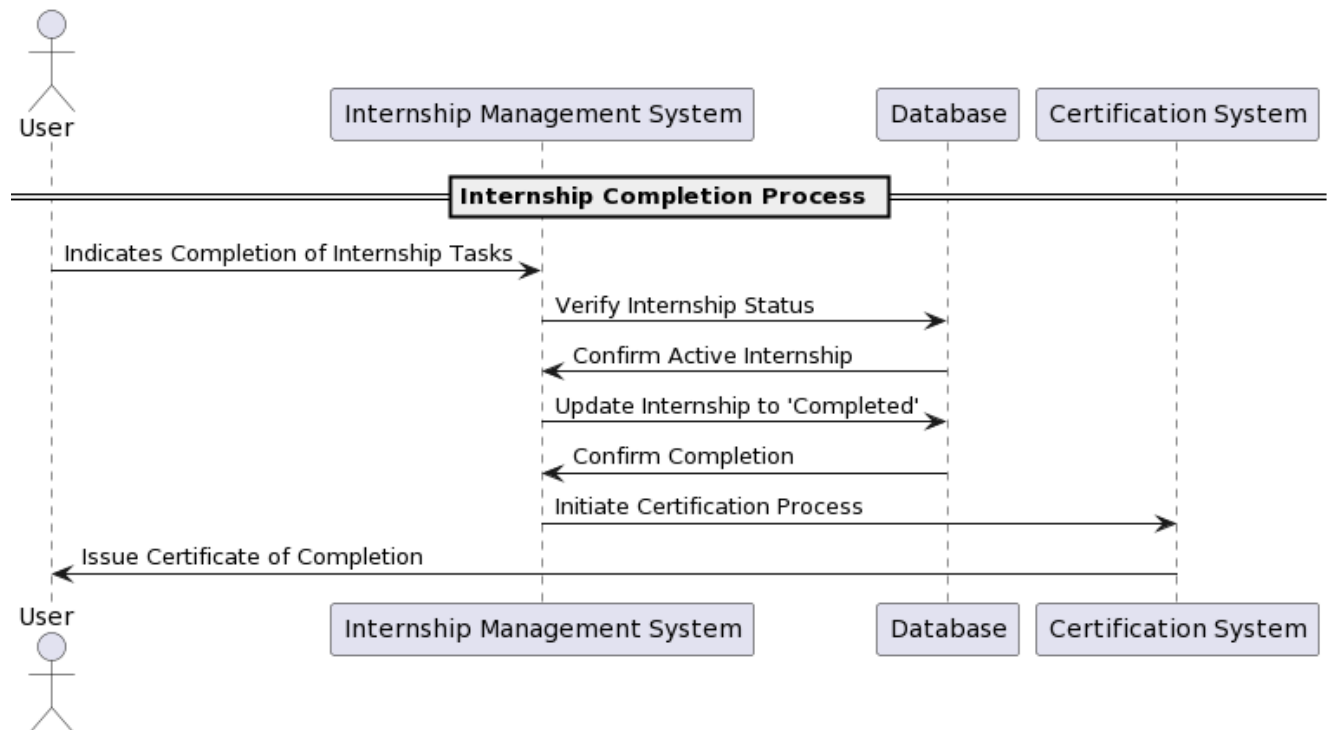 User
Internship Management System
Database
Certification System
Internship Completion Process
Indicates Completion of Internship Tasks
Verify Internship Status
Confirm Active Internship
Update Internship to 'Completed'
Confirm Completion
Initiate Certification Process
Issue Certificate of Completion
User
Internship Management System
Database
Certification System